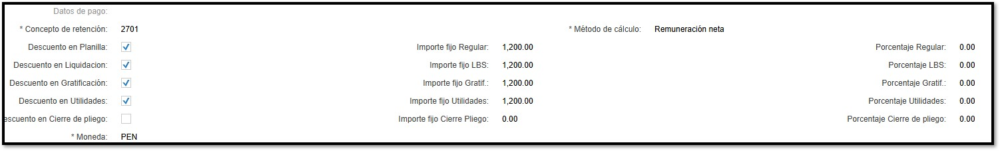 Datos de pago:
* Concepto de retención: 2701 * Método de cálculo: Remuneración neta
Descuento en Planilla: Importe fijo Regular: 1,200.00 Porcentaje Regular: 0.00
Descuento en Liquidacion: Importe fijo LBS: 1,200.00 Porcentaje LBS: 0.00
Descuento en Gratificación: Importe fijo Gratif.: 1,200.00 Porcentaje Gratif.: 0.00
Descuento en Utilidades: Importe fijo Utilidades: 1,200.00 Porcentaje Utilidades: 0.00
escuento en Cierre de pliego: Importe fijo Cierre Pliego: 0.00 Porcentaje Cierre de pliego: 0.00
* Moneda: PEN